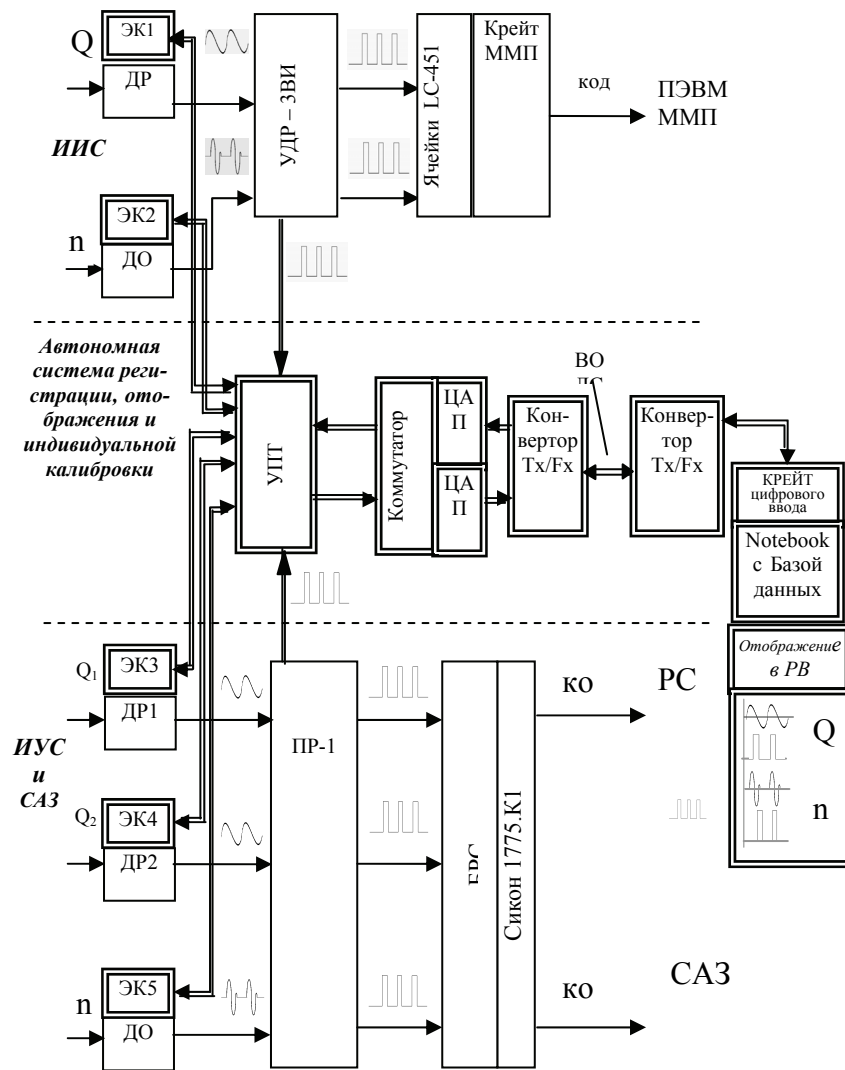 Q
ЭК1
ДР
ИИС
n
ЭК2
ДО
УДР – 3ВИ
Ячейки LC-451
Крейт
ММП
код
ПЭВМ
ММП
Автономная
система реги-
страции, ото-
бражения и
индивидуальной
калибровки
УПТ
Коммутатор
ЦА
П
ЦА
П
Кон-
вертор
Tx/Fx
ВО
Конвер-
тор
Tx/Fx
КРЕЙТ
цифрового
ввода
Notebook
с Базой
данных
Отображение
в РВ
Q
n
Q1
ЭК3
ДР1
ИУС
и
САЗ
Q2
ЭК4
ДР2
n
ЭК5
ДО
ПР-1
Сикон 1775.К1
ко
РС
ко
САЗ